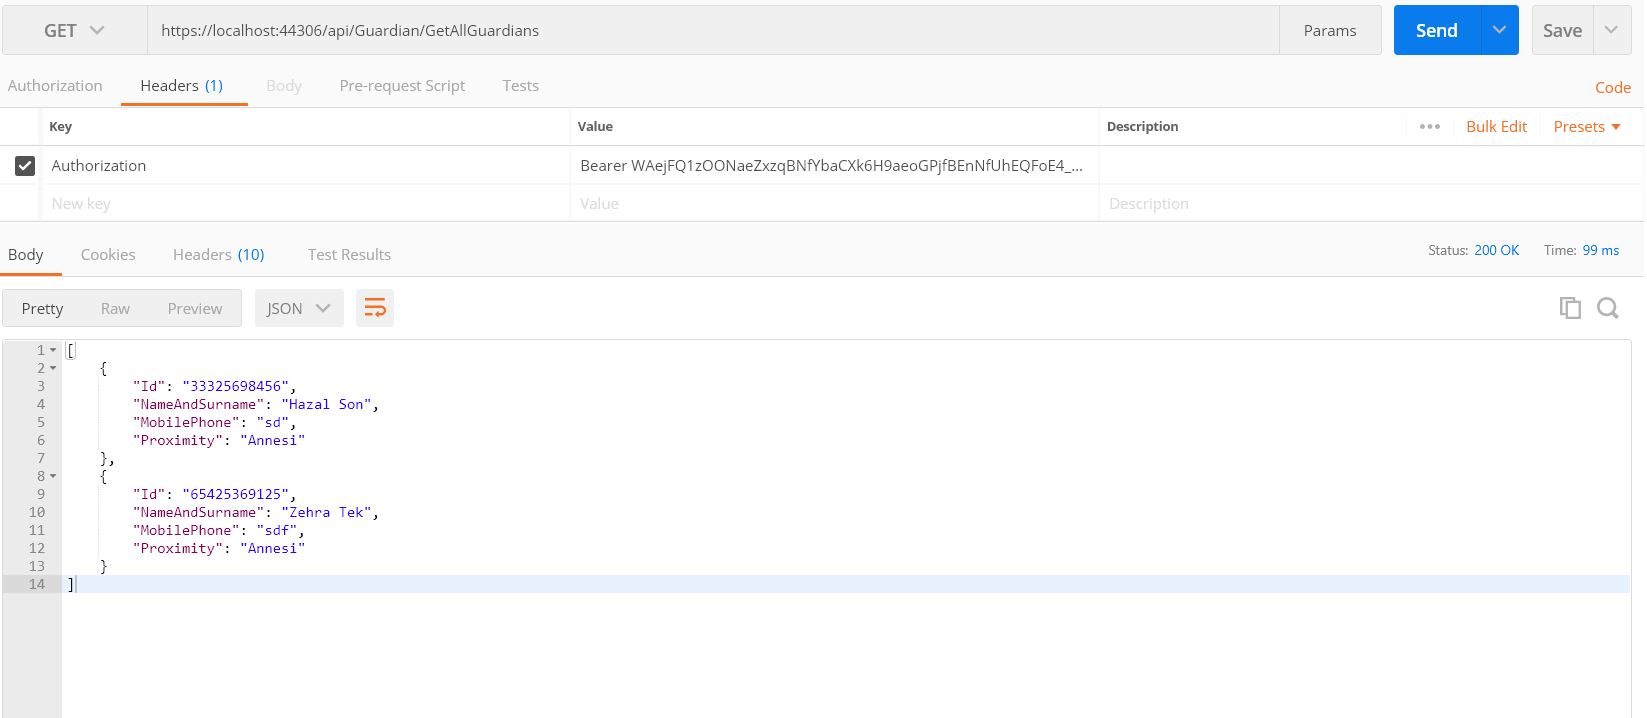 GET https://localhost:44306/api/Guardian/GetAllGuardians Params Send Save
Authorization Headers (1) Body Pre-request Script Tests Code
Key Value Description ••• Bulk Edit Presets
Authorization Bearer WAejFQ1zOONaeZxzqBNfYbaCXk6H9aeoGPjfBEnNfUhEQFoE4_...
New key Value Description
Body Cookies Headers (10) Test Results Status: 200 OK Time: 99 ms
Pretty Raw Preview JSON
1 [
2 {
3 "Id": "33325698456",
4 "NameAndSurname": "Hazal Son",
5 "MobilePhone": "sd",
6 "Proximity": "Annesi"
7 },
8 {
9 "Id": "65425369125",
10 "NameAndSurname": "Zehra Tek",
11 "MobilePhone": "sdf",
12 "Proximity": "Annesi"
13 }
14 ]